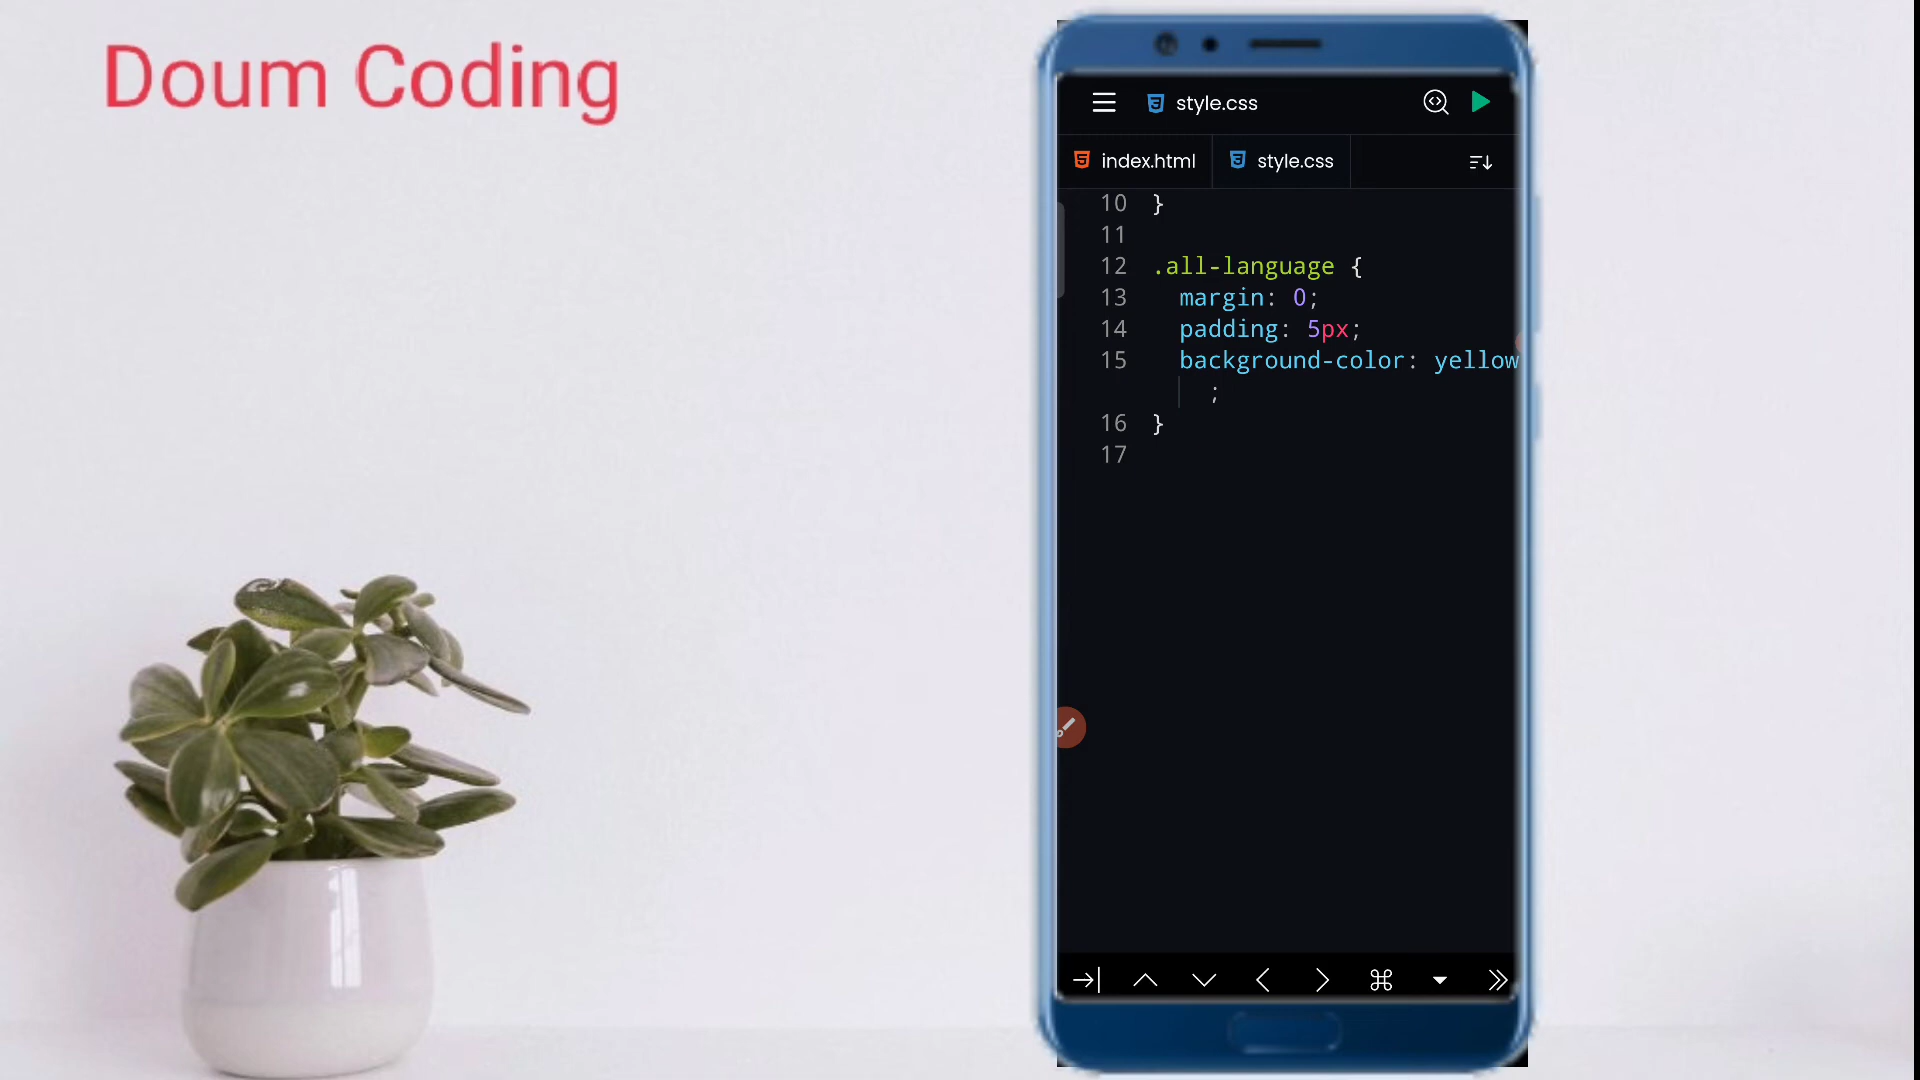 Doum Coding
style.css
index.html
style.css
10 }
11
12 .all-language {
13 margin: 0;
14 padding: 5px;
15 background-color: yellow
;
16 }
17